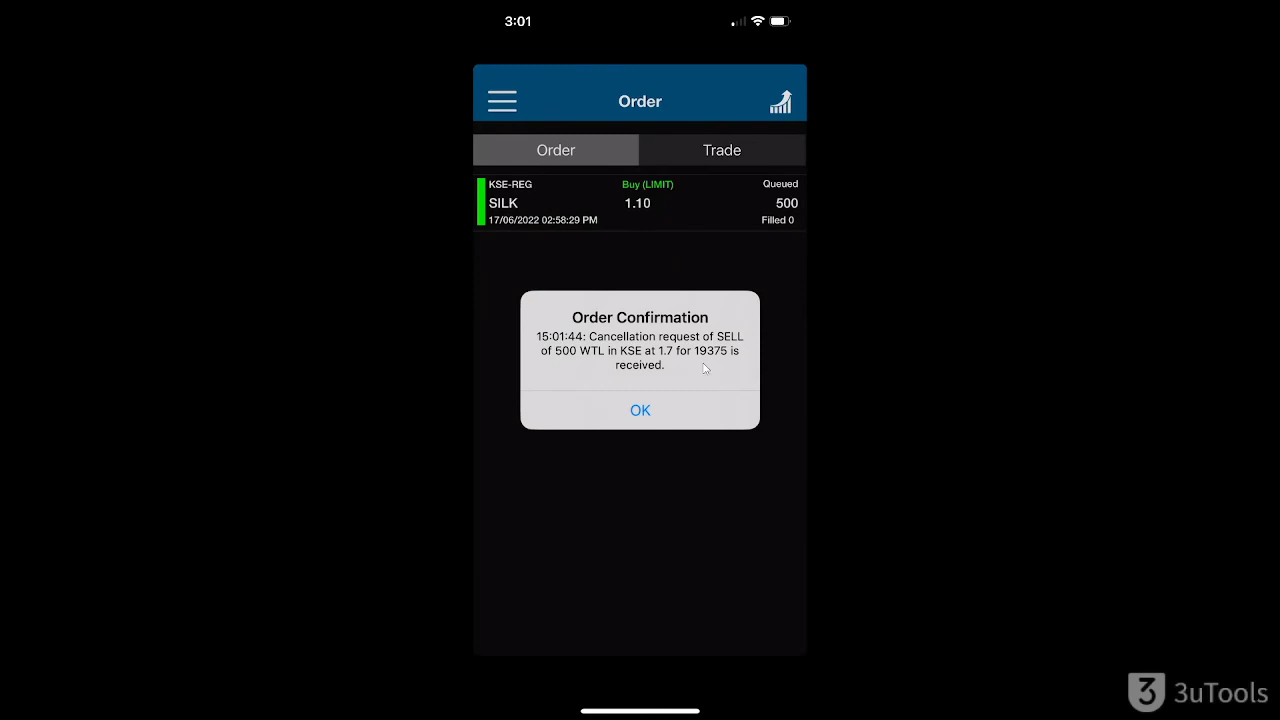 3:01
Order
Order
Trade
KSE-REG
Buy (LIMIT)
Queued
SILK
1.10
500
17/06/2022 02:58:29 PM
Filled 0
Order Confirmation
15:01:44: Cancellation request of SELL
of 500 WTL in KSE at 1.7 for 19375 is
received.
OK
3uTools